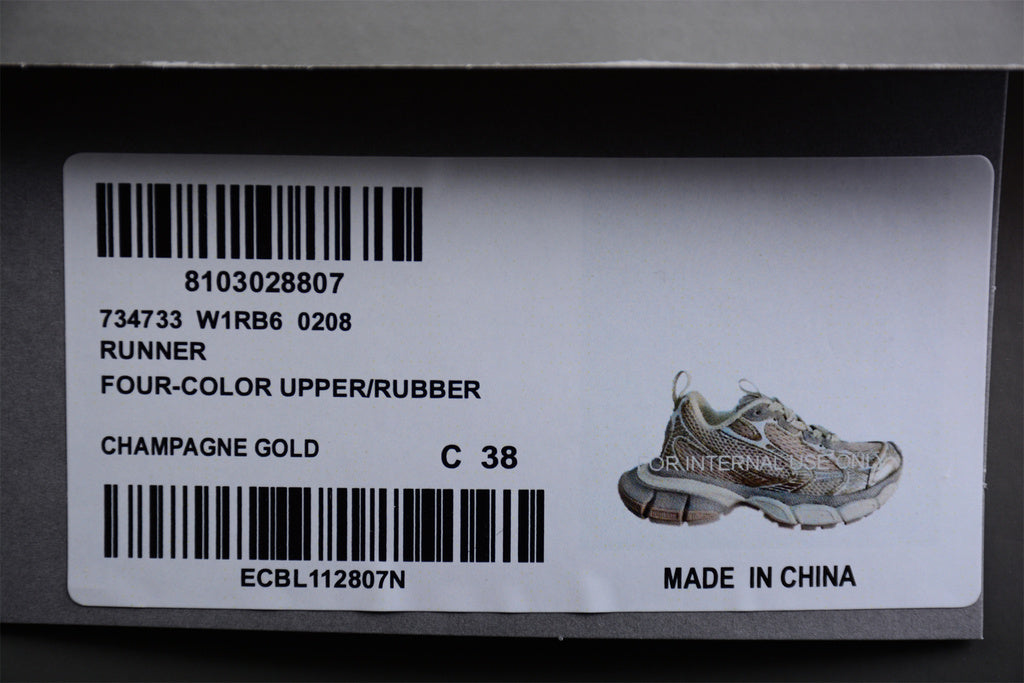 8103028807
734733 W1RB6 0208
RUNNER
FOUR-COLOR UPPER/RUBBER
CHAMPAGNE GOLD
C 38
ECBL112807N
FOR INTERNAL USE ONLY
MADE IN CHINA